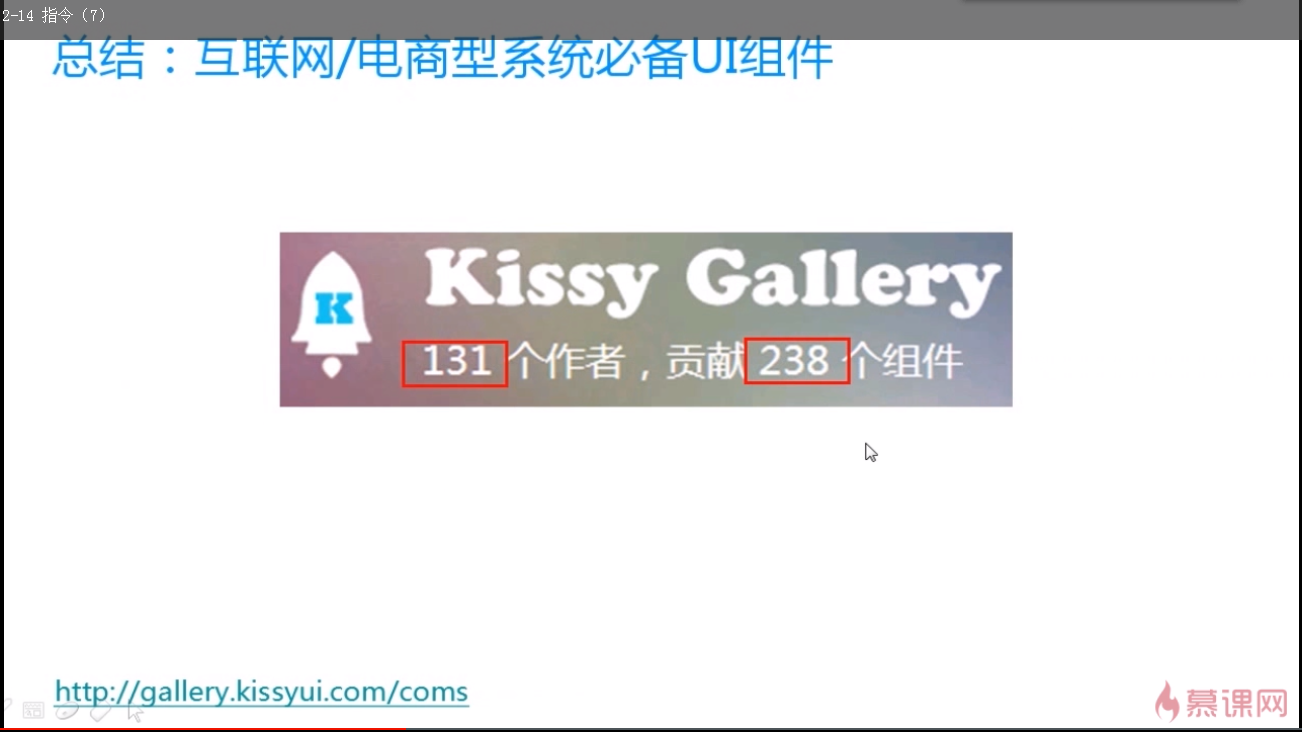 2-14 指令（7）
总结：互联网/电商型系统必备UI组件
K
Kissy Gallery
131 个作者，贡献 238 个组件
http://gallery.kissyui.com/coms
慕课网